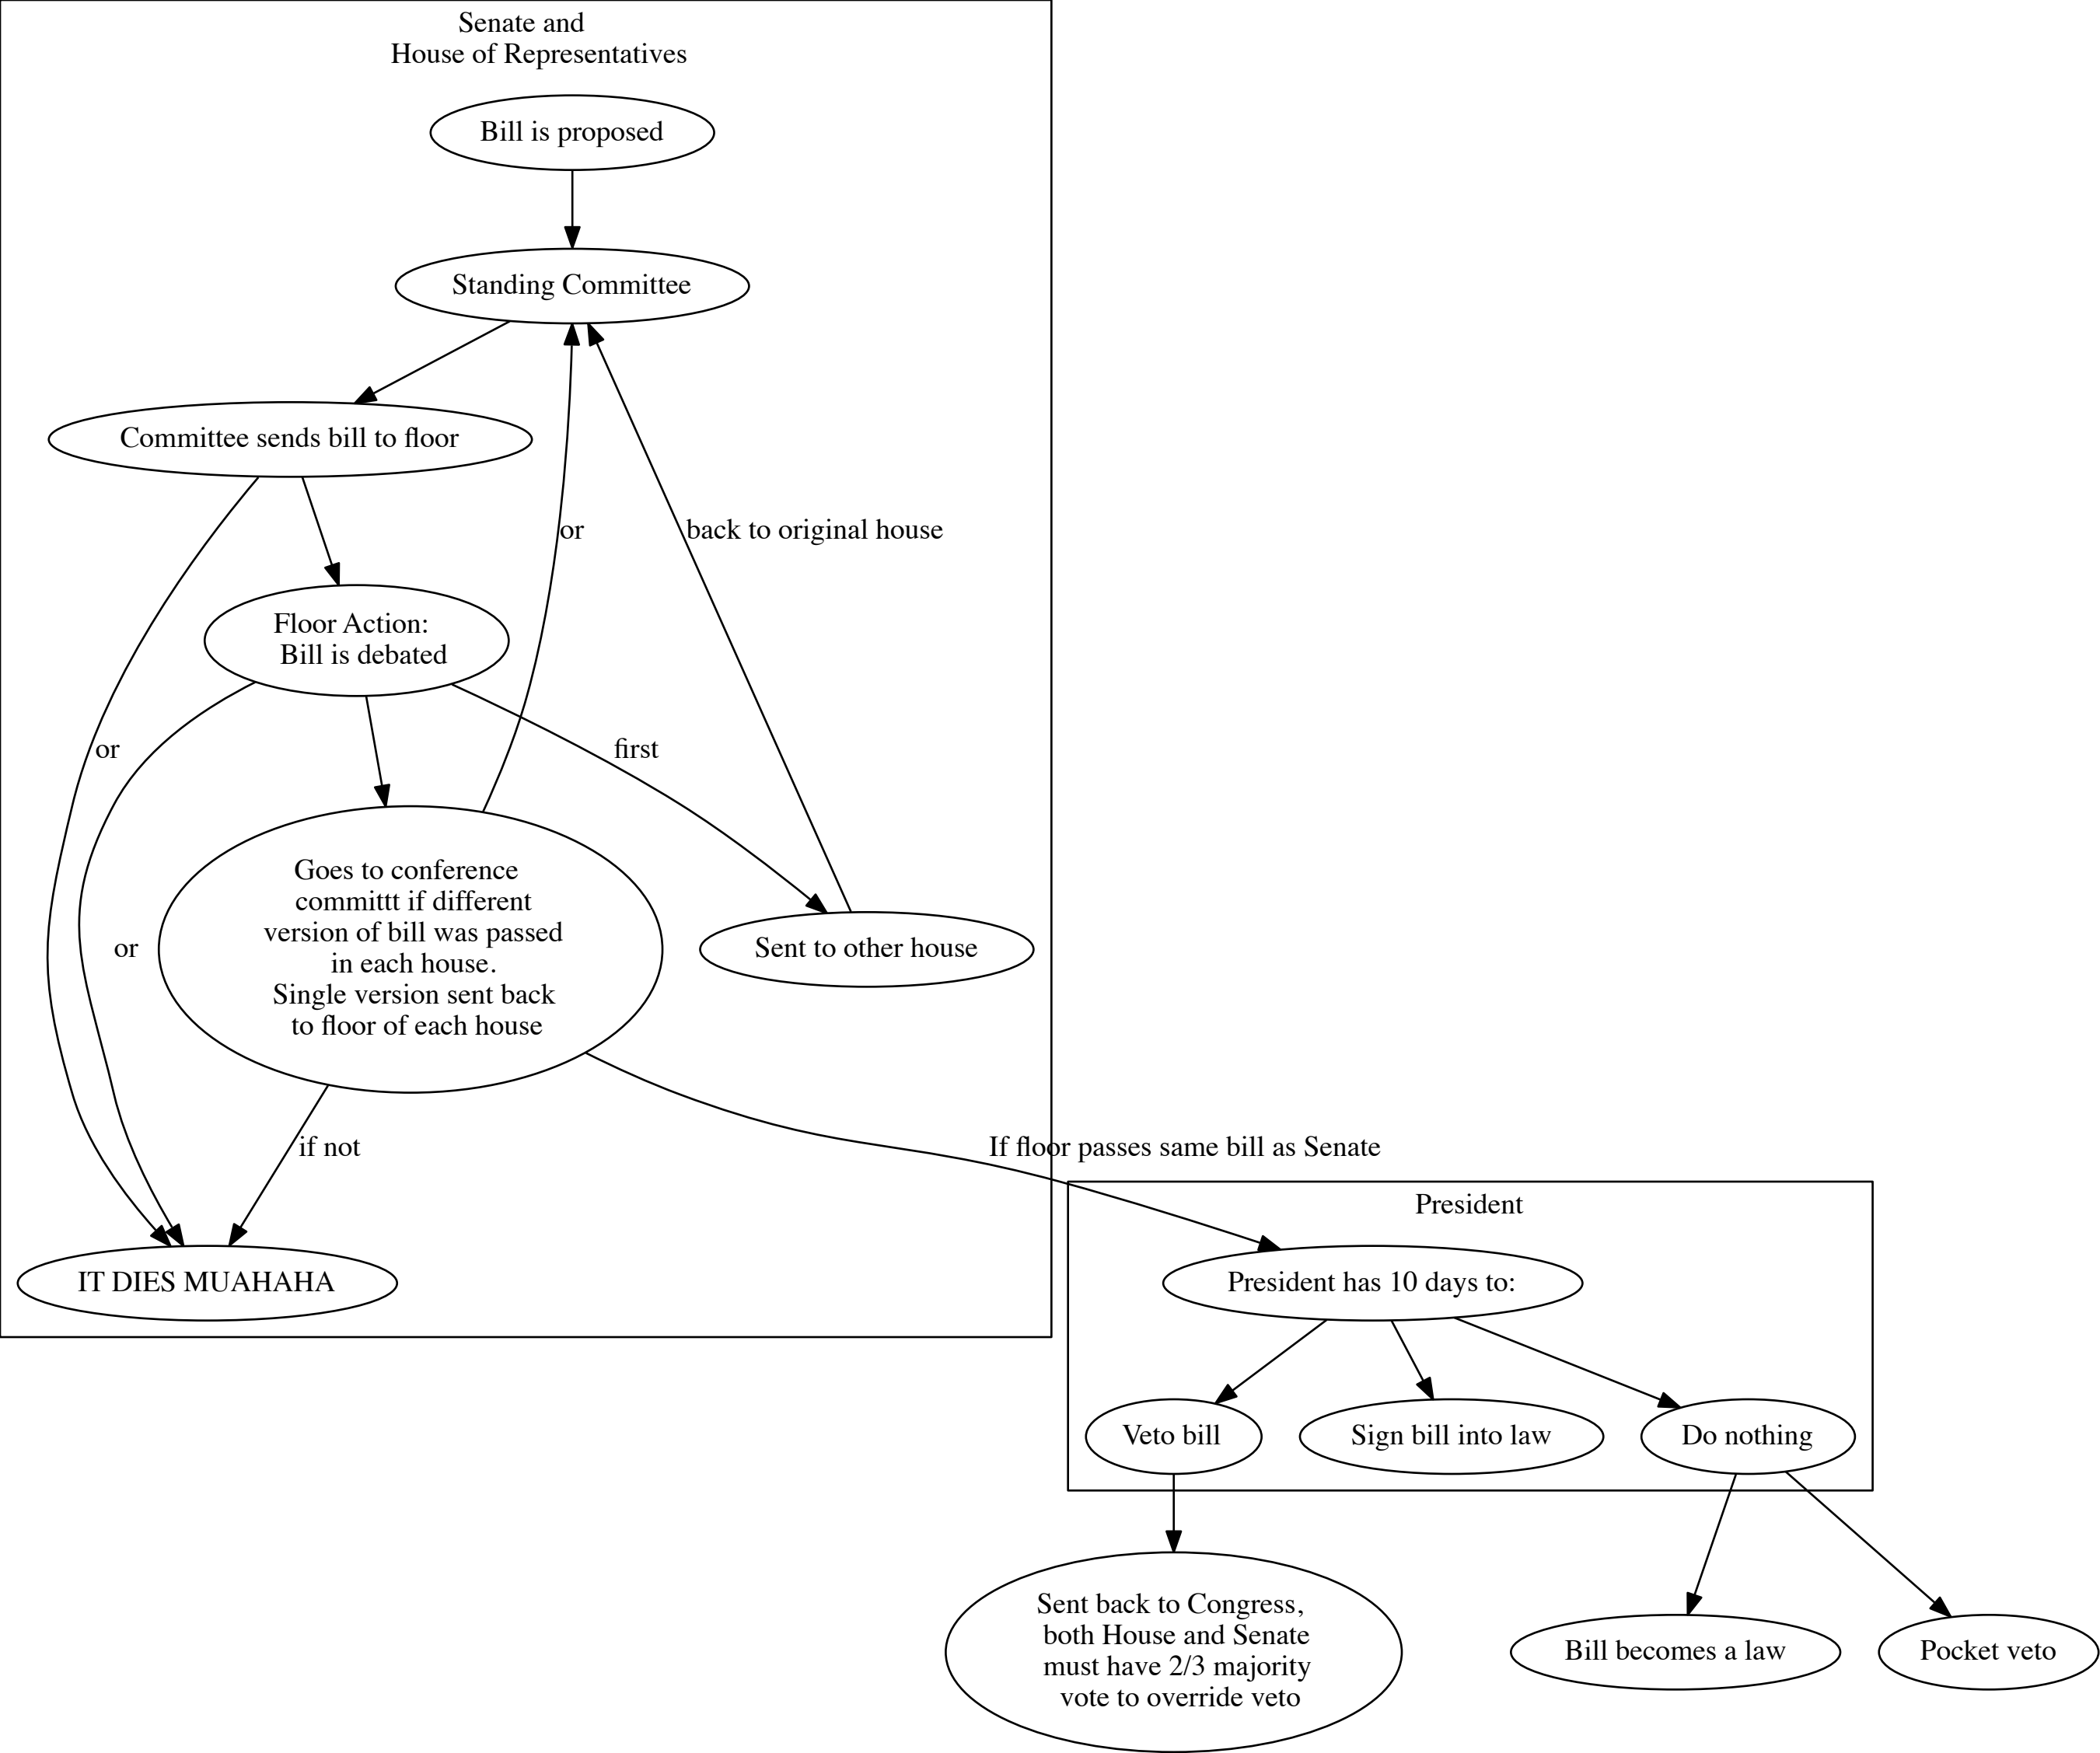 Senate and
House of Representatives
Bill is proposed
Standing Committee
Committee sends bill to floor
or
back to original house
Floor Action:
Bill is debated
or
first
Goes to conference
committt if different
version of bill was passed
in each house.
Single version sent back
to floor of each house
or
Sent to other house
if not
If floor passes same bill as Senate
President
IT DIES MUAHAHA
President has 10 days to:
Veto bill
Sign bill into law
Do nothing
Sent back to Congress,
both House and Senate
must have 2/3 majority
vote to override veto
Bill becomes a law
Pocket veto